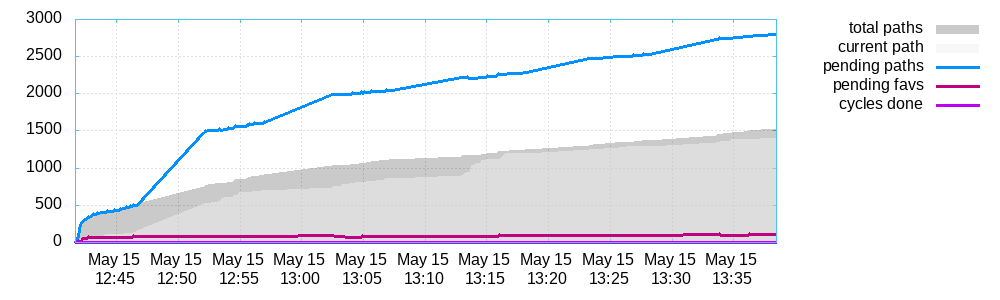 3000
2500
2000
1500
1000
500
0
May 15 May 15 May 15 May 15 May 15 May 15 May 15 May 15 May 15 May 15 May 15
12:45 12:50 12:55 13:00 13:05 13:10 13:15 13:20 13:25 13:30 13:35
total paths
current path
pending paths
pending favs
cycles done